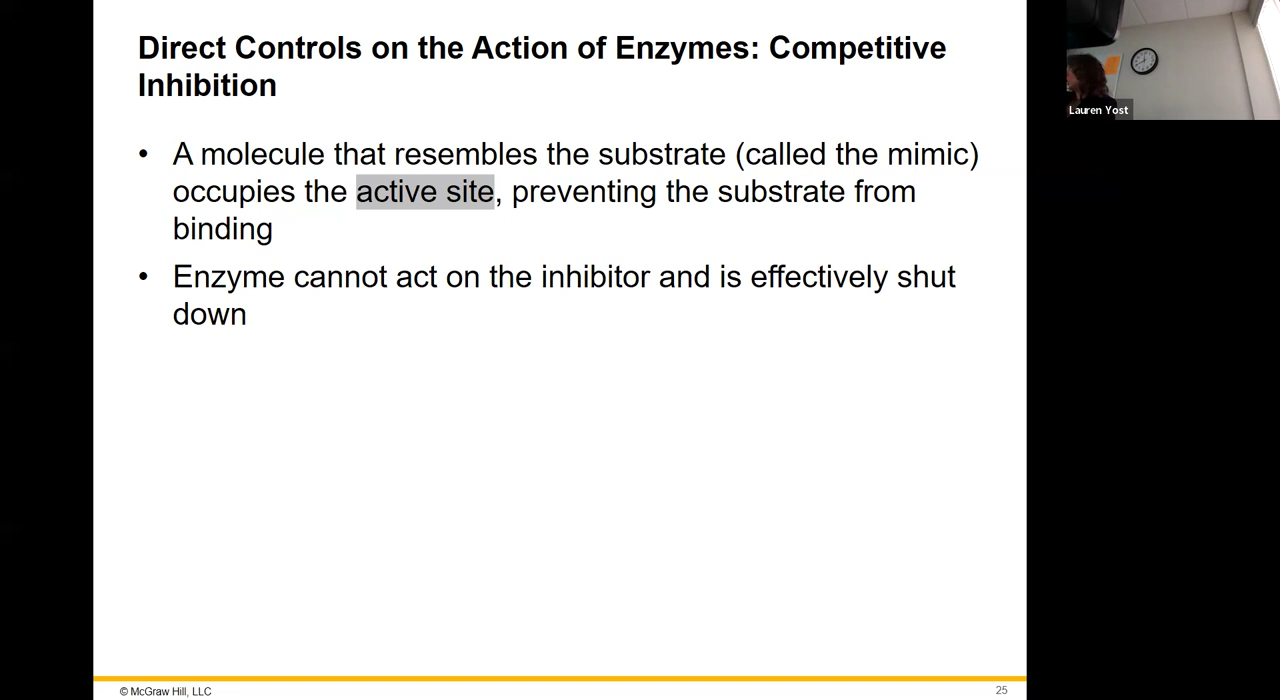 Direct Controls on the Action of Enzymes: Competitive
Inhibition
• A molecule that resembles the substrate (called the mimic)
occupies the active site, preventing the substrate from
binding
• Enzyme cannot act on the inhibitor and is effectively shut
down
© McGraw Hill, LLC
25
Lauren Yost